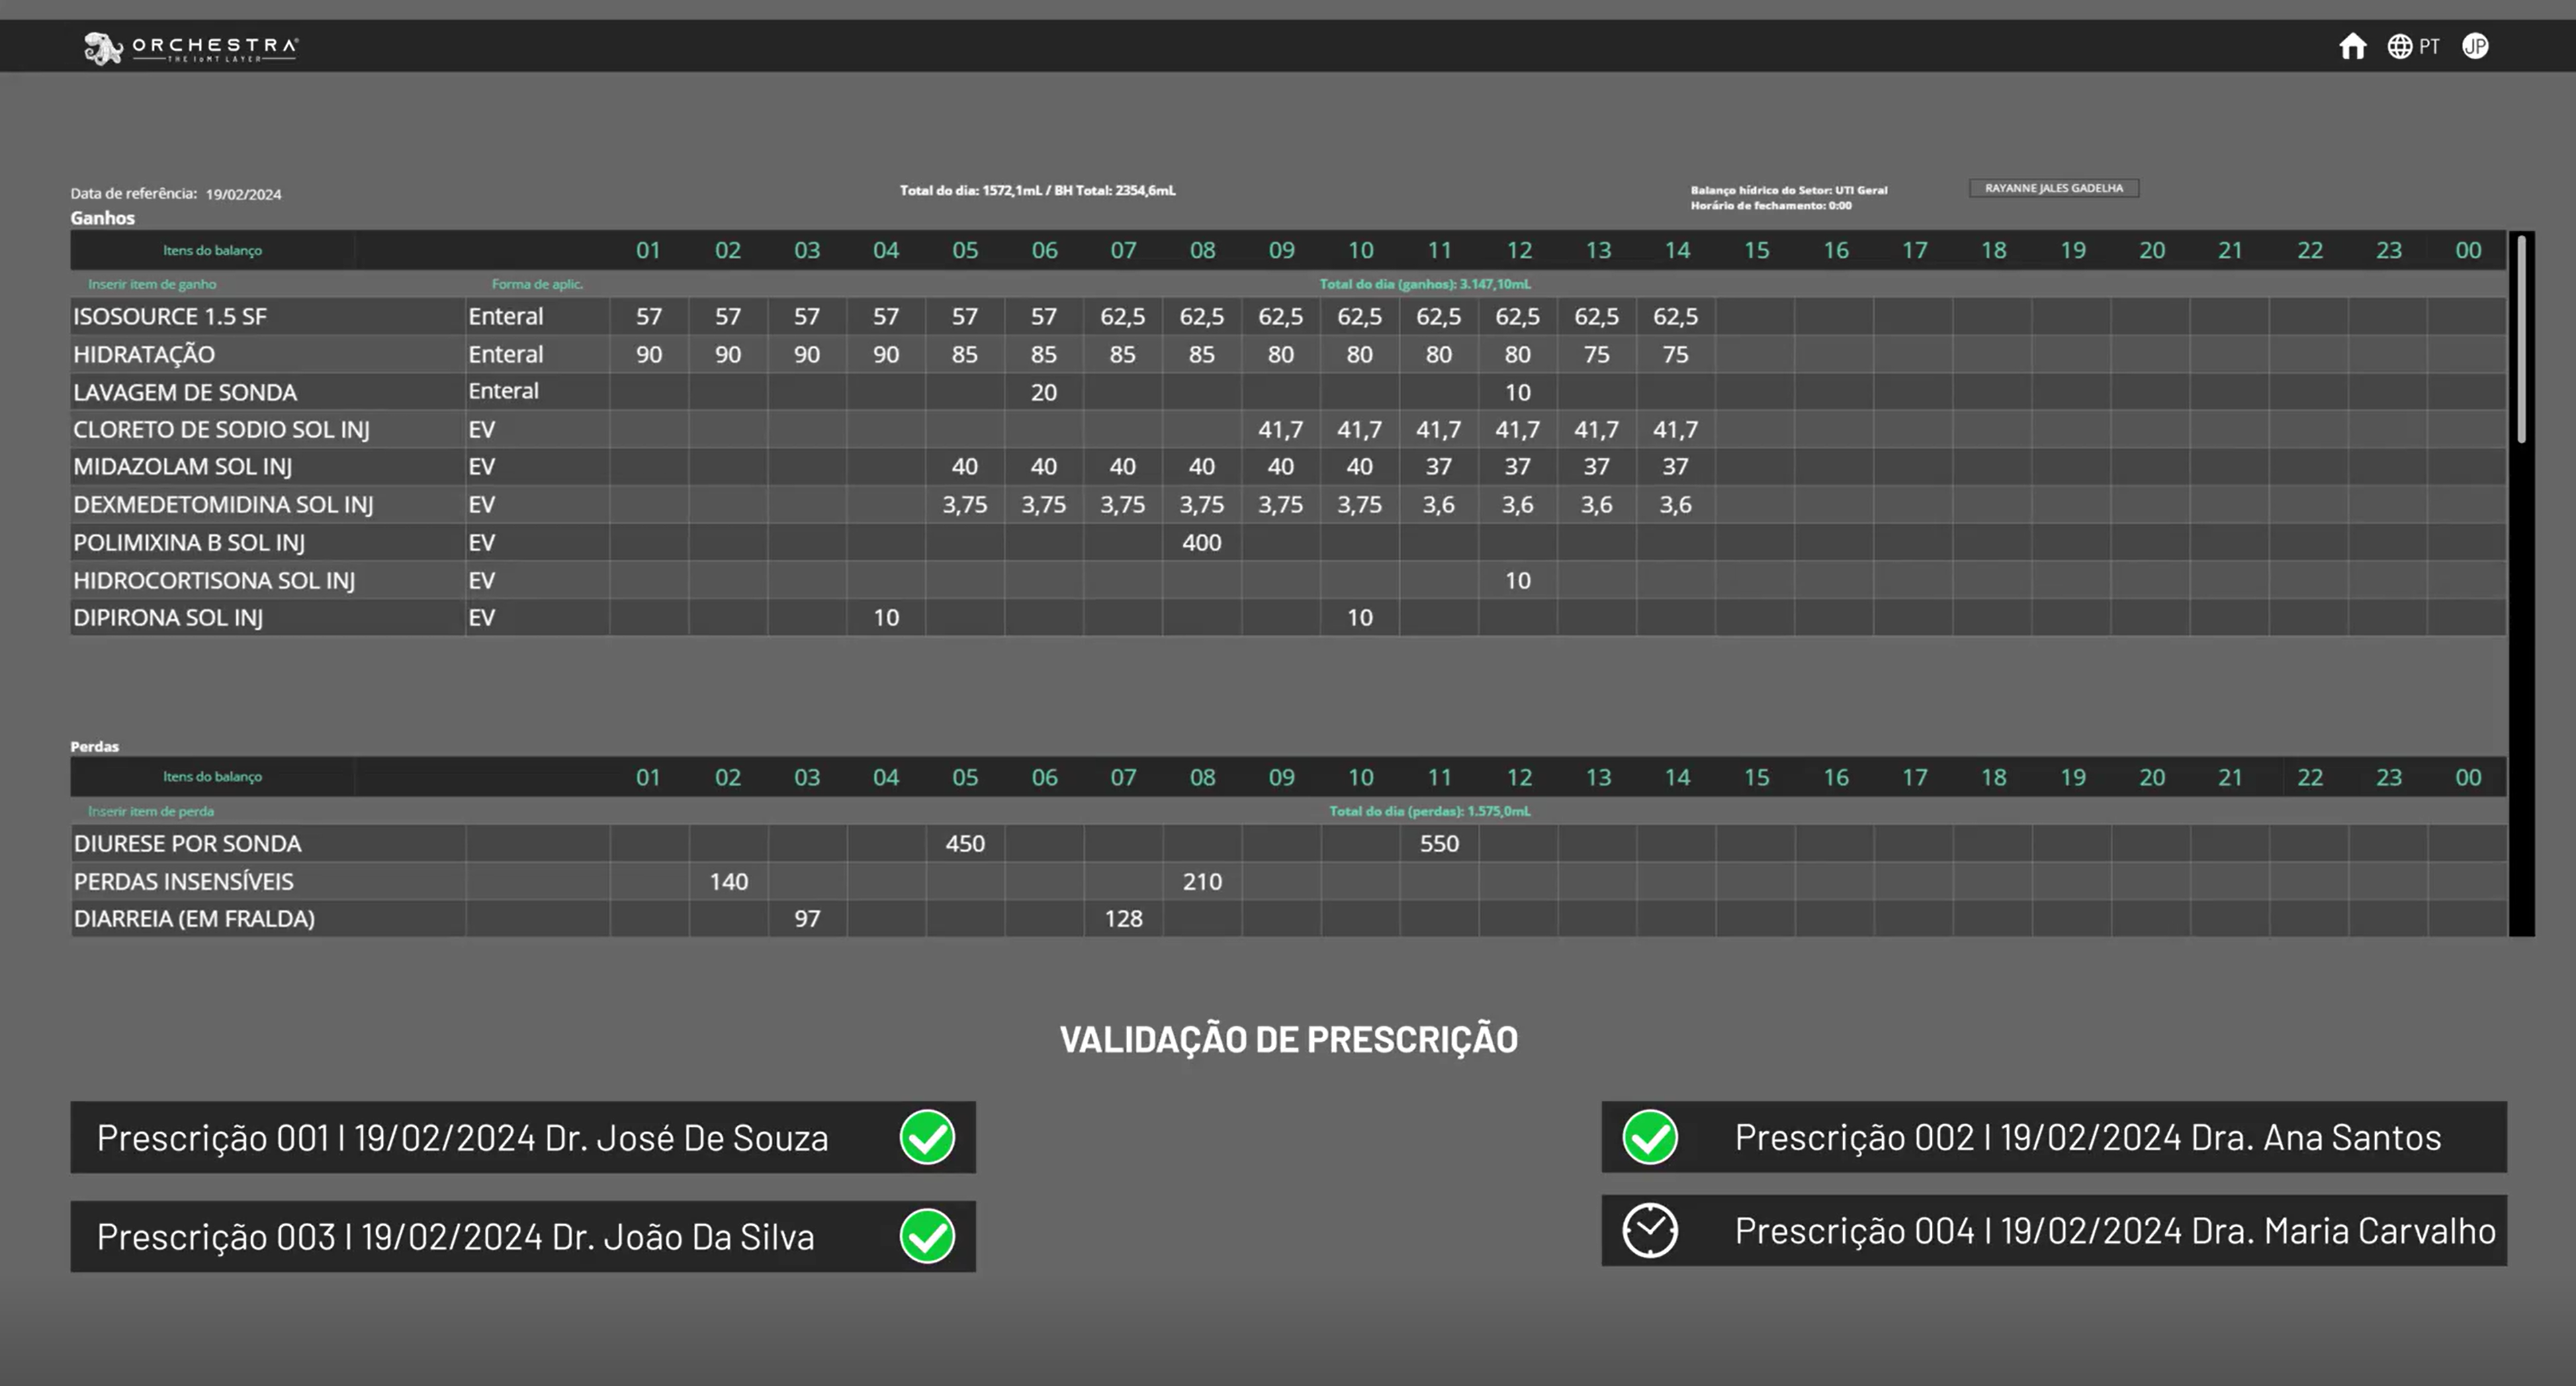 ORCHESTRA®
THE IoMT LAYER
PT
JP
Data de referência: 19/02/2024
Total do dia: 1572,1mL / BH Total: 2354,6mL
Balanço hídrico do Setor: UTI Geral
Horário de fechamento: 0:00
RAYANNE JALES GADELHA
Ganhos
Itens do balanço 01 02 03 04 05 06 07 08 09 10 11 12 13 14 15 16 17 18 19 20 21 22 23 00
Inserir item de ganho Forma de aplic. Total do dia (ganhos): 3.147,10mL
ISOSOURCE 1.5 SF Enteral 57 57 57 57 57 57 62,5 62,5 62,5 62,5 62,5 62,5 62,5 62,5
HIDRATAÇÃO Enteral 90 90 90 90 85 85 85 85 80 80 80 80 75 75
LAVAGEM DE SONDA Enteral 20 10
CLORETO DE SODIO SOL INJ EV 41,7 41,7 41,7 41,7 41,7 41,7
MIDAZOLAM SOL INJ EV 40 40 40 40 40 40 37 37 37 37
DEXMEDETOMIDINA SOL INJ EV 3,75 3,75 3,75 3,75 3,75 3,75 3,6 3,6 3,6 3,6
POLIMIXINA B SOL INJ EV 400
HIDROCORTISONA SOL INJ EV 10
DIPIRONA SOL INJ EV 10 10
Perdas
Itens do balanço 01 02 03 04 05 06 07 08 09 10 11 12 13 14 15 16 17 18 19 20 21 22 23 00
Inserir item de perda Total do dia (perdas): 1.575,0mL
DIURESE POR SONDA 450 550
PERDAS INSENSÍVEIS 140 210
DIARREIA (EM FRALDA) 97 128
VALIDAÇÃO DE PRESCRIÇÃO
Prescrição 001 | 19/02/2024 Dr. José De Souza
Prescrição 002 | 19/02/2024 Dra. Ana Santos
Prescrição 003 | 19/02/2024 Dr. João Da Silva
Prescrição 004 | 19/02/2024 Dra. Maria Carvalho